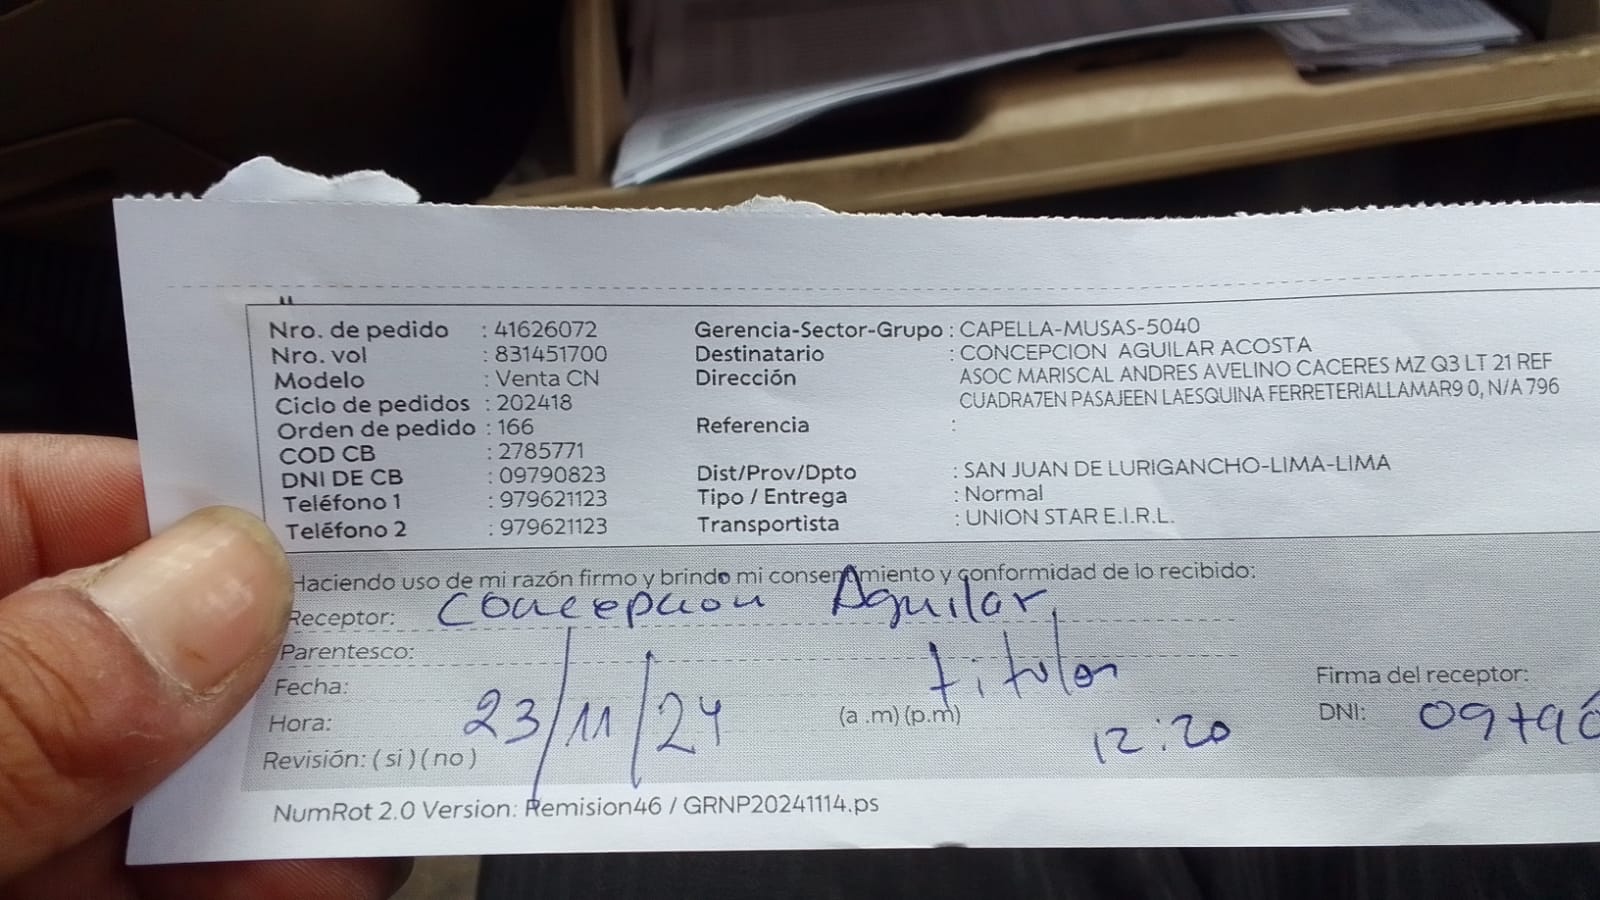 Nro. de pedido : 41626072 Gerencia-Sector-Grupo : CAPELLA-MUSAS-5040
Nro. vol : 831451700 Destinatario : CONCEPCION AGUILAR ACOSTA
Modelo : Venta CN Dirección ASOC MARISCAL ANDRES AVELINO CACERES MZ Q3 LT 21 REF
Ciclo de pedidos : 202418 CUADRA7EN PASAJEEN LAESQUINA FERRETERIALLAMAR9 0, N/A 796
Orden de pedido : 166 Referencia :
COD CB : 2785771
DNI DE CB : 09790823 Dist/Prov/Dpto : SAN JUAN DE LURIGANCHO-LIMA-LIMA
Teléfono 1 : 979621123 Tipo / Entrega : Normal
Teléfono 2 : 979621123 Transportista : UNION STAR E.I.R.L.
Haciendo uso de mi razón firmo y brindo mi consentimiento y conformidad de lo recibido:
Receptor: Concepcion Aguilar
Parentesco: titular
Fecha: 23/11/24 Firma del receptor:
Hora: (a .m) (p.m) 12:20 DNI: 09790
Revisión: ( si ) ( no )
NumRot 2.0 Version: Remision46 / GRNP20241114.ps